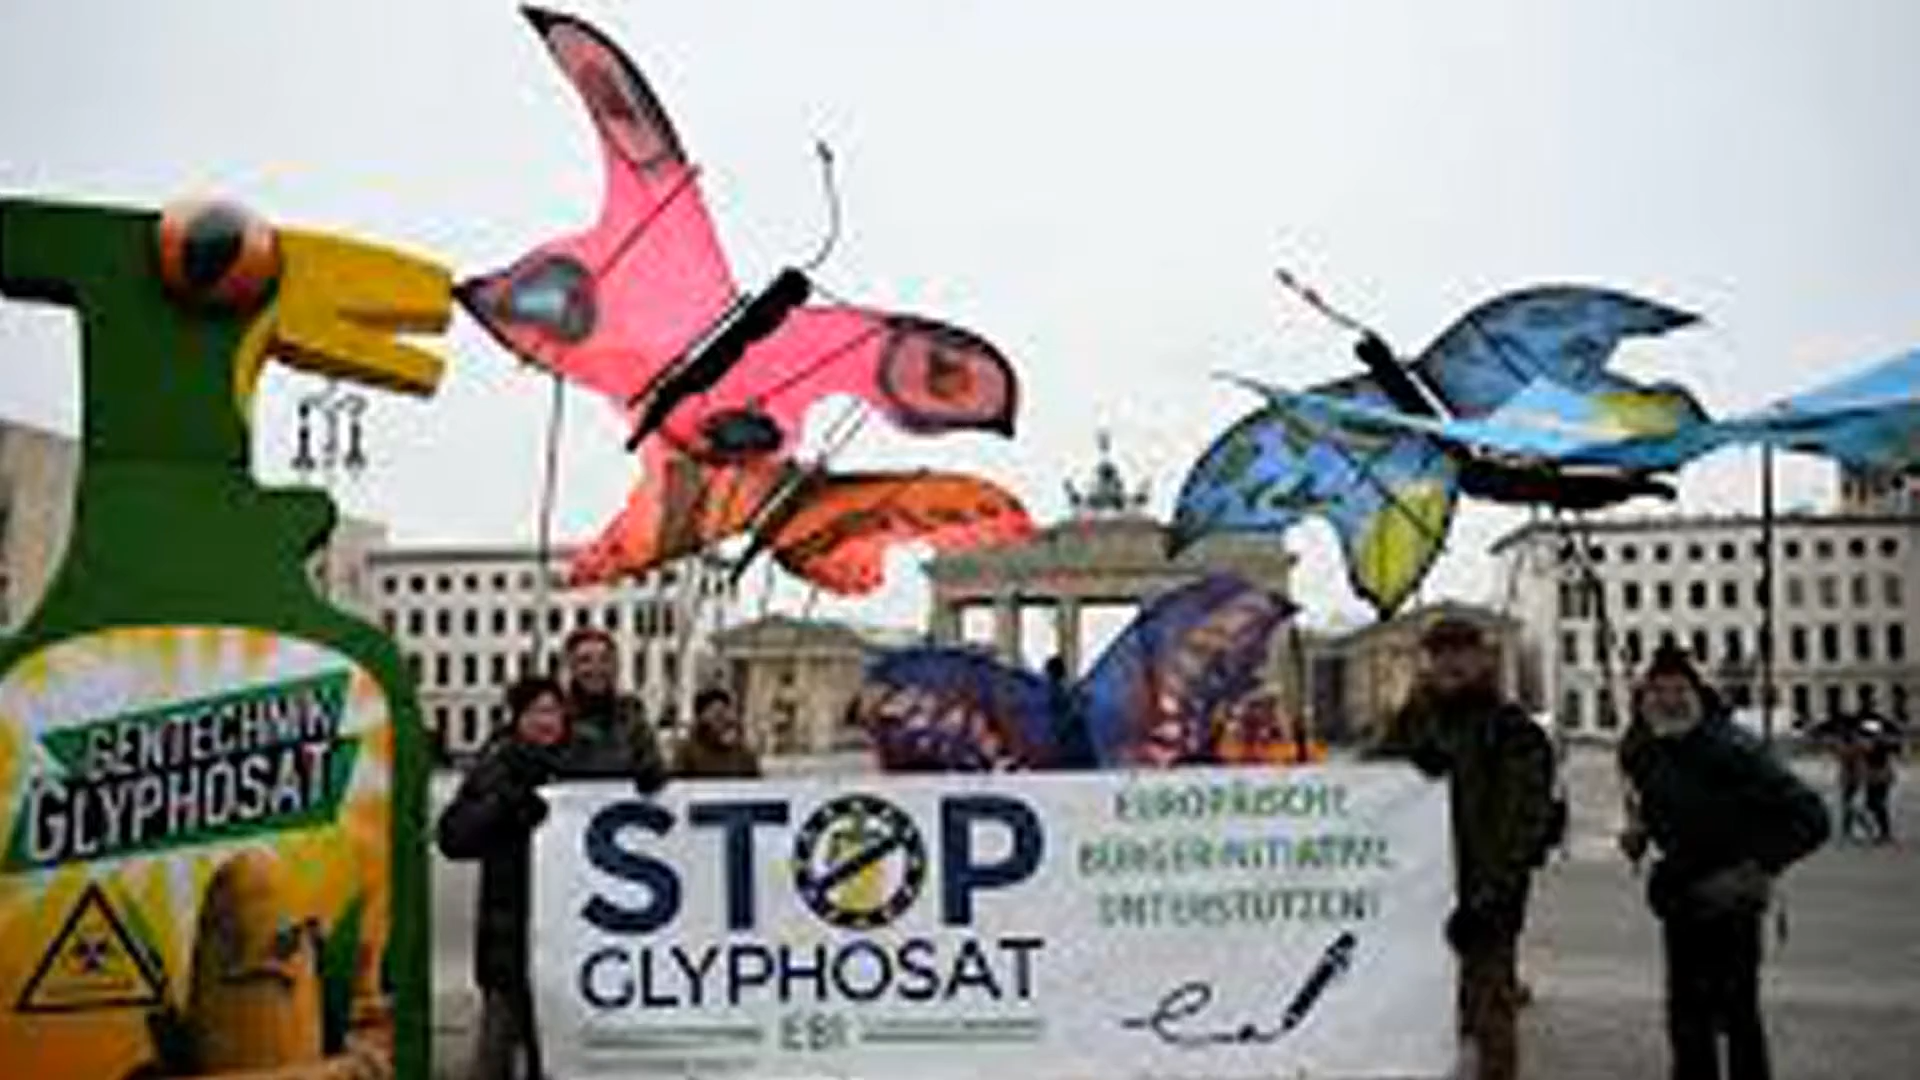 GENTECHNIK
GLYPHOSAT
STOP
GLYPHOSAT
EBI
EUROPÄISCHE
BÜRGERINITIATIVE
UNTERSTÜTZEN!